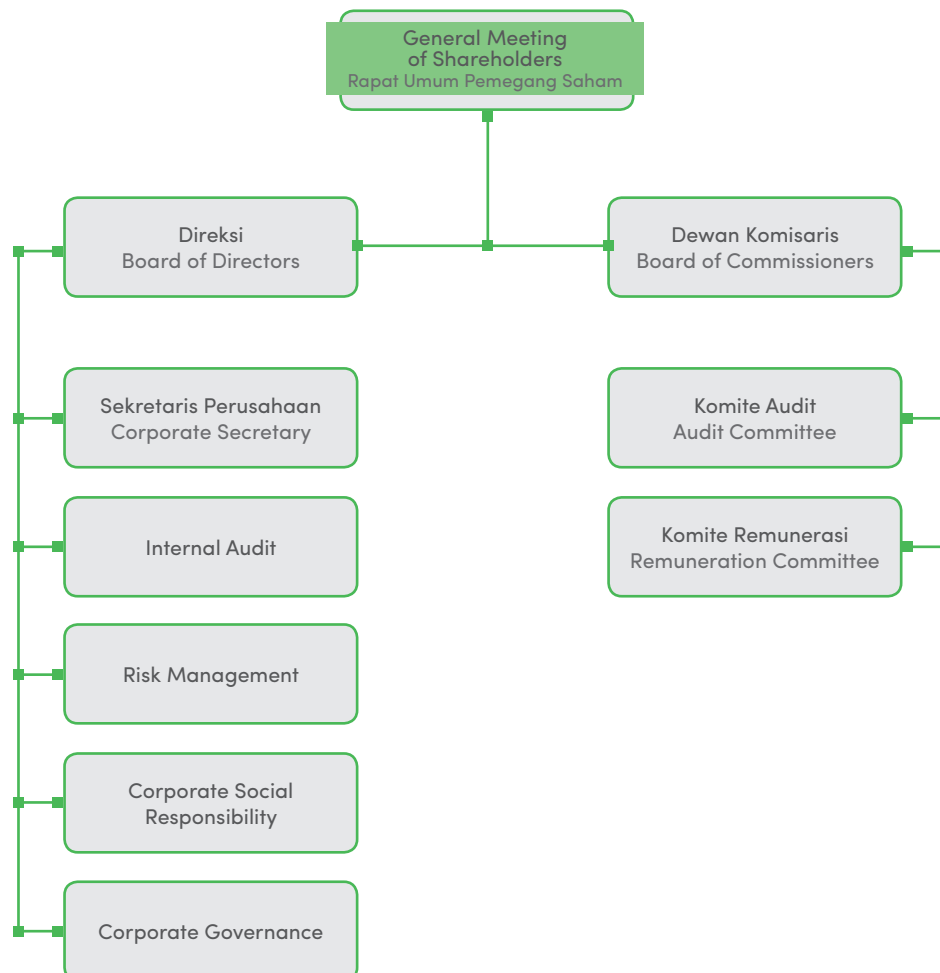 General Meeting
of Shareholders
Rapat Umum Pemegang Saham
Direksi
Board of Directors
Dewan Komisaris
Board of Commissioners
Sekretaris Perusahaan
Corporate Secretary
Komite Audit
Audit Committee
Internal Audit
Komite Remunerasi
Remuneration Committee
Risk Management
Corporate Social
Responsibility
Corporate Governance